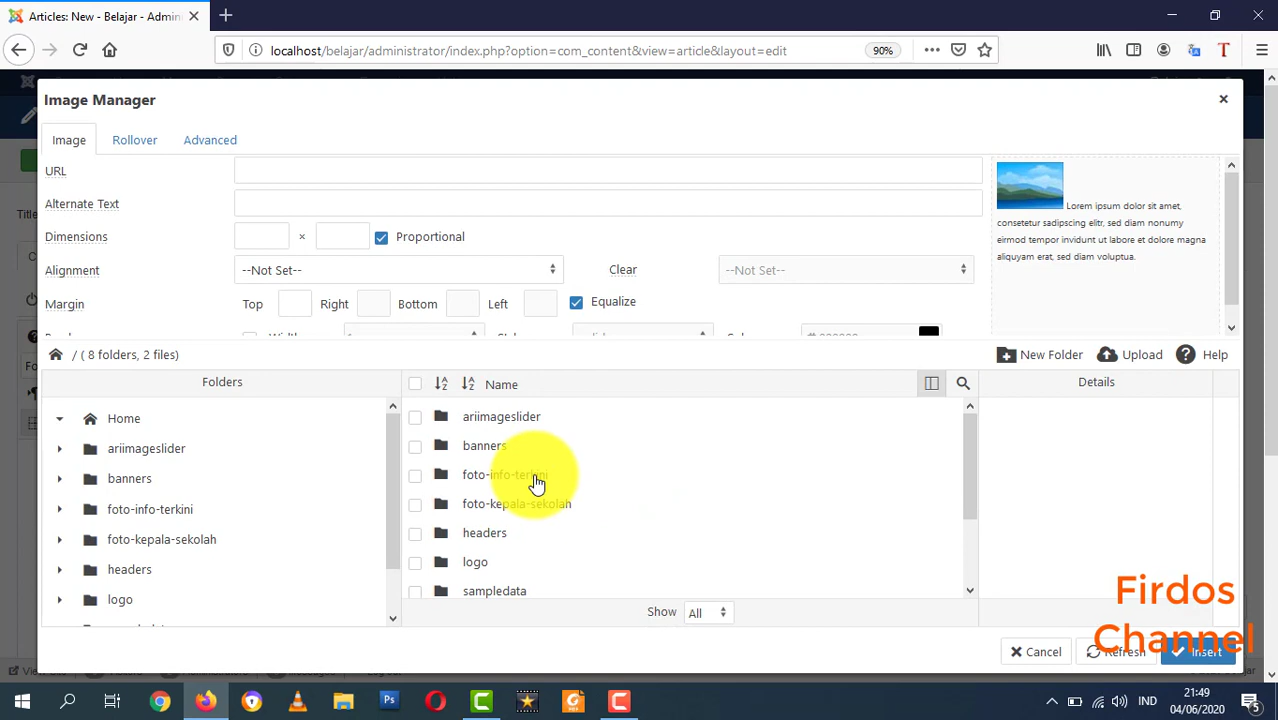 Articles: New - Belajar - Admin
localhost/belajar/administrator/index.php?option=com_content&view=article&layout=edit
90%
Image Manager
Image
Rollover
Advanced
URL
Alternate Text
Dimensions
×
Proportional
Alignment
--Not Set--
Clear
--Not Set--
Margin
Top
Right
Bottom
Left
Equalize
Lorem ipsum dolor sit amet,
consetetur sadipscing elitr, sed diam nonumy
eirmod tempor invidunt ut labore et dolore magna
aliquyam erat, sed diam voluptua.
/ ( 8 folders, 2 files)
New Folder
Upload
Help
Folders
Name
Details
Home
ariimageslider
banners
foto-info-terkini
foto-kepala-sekolah
headers
logo
ariimageslider
banners
foto-info-terkini
foto-kepala-sekolah
headers
logo
sampledata
Show
All
Cancel
Refresh
Insert
Firdos
Channel
IND
21:49
04/06/2020
5